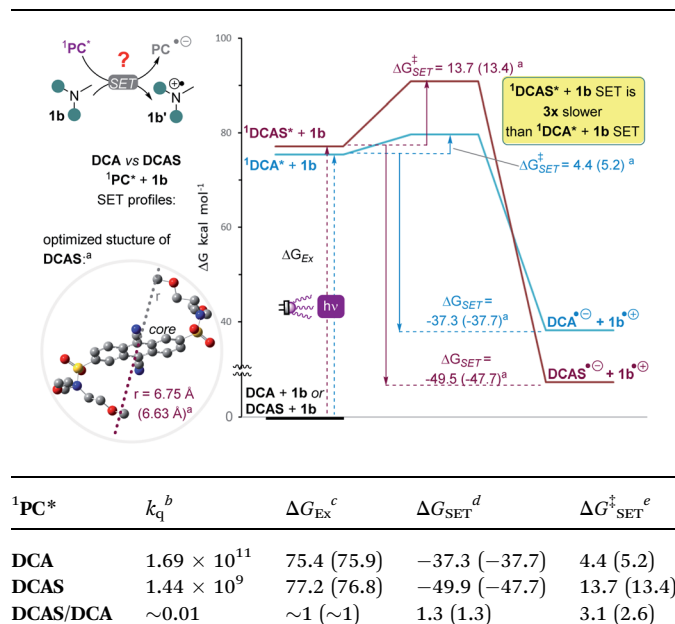 ¹PC*
?
PC•⊖
SET
N
⊕•
N
1b
1b'
DCA vs DCAS
¹PC* + 1b
SET profiles:
optimized stucture of
DCAS:ᵃ
r
core
r = 6.75 Å
(6.63 Å)ᵃ
ΔG kcal mol⁻¹
100
80
60
40
0
ΔG‡SET = 13.7 (13.4) ᵃ
¹DCAS* + 1b SET is
3x slower
than ¹DCA* + 1b SET
¹DCAS* + 1b
¹DCA* + 1b
ΔG‡SET = 4.4 (5.2) ᵃ
ΔGEx
hν
ΔGSET =
-37.3 (-37.7)ᵃ
DCA•⊖ + 1b•⊕
ΔGSET =
-49.5 (-47.7)ᵃ
DCAS•⊖ + 1b•⊕
DCA + 1b or
DCAS + 1b
¹PC* kqᵇ ΔGExᶜ ΔGSETᵈ ΔG‡SETᵉ
DCA 1.69 × 10¹¹ 75.4 (75.9) −37.3 (−37.7) 4.4 (5.2)
DCAS 1.44 × 10⁹ 77.2 (76.8) −49.9 (−47.7) 13.7 (13.4)
DCAS/DCA ∼0.01 ∼1 (∼1) 1.3 (1.3) 3.1 (2.6)